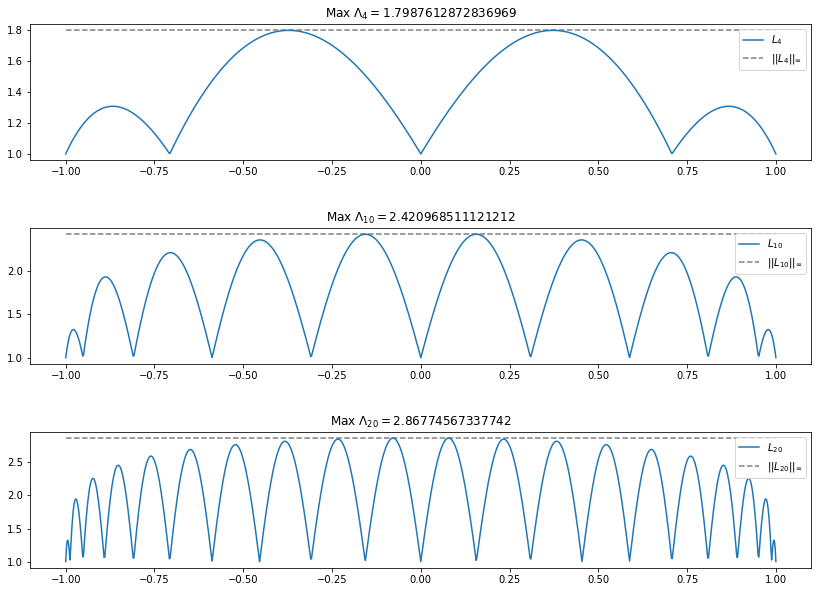 Max Λ₄ = 1.7987612872836969
1.8
1.6
1.4
1.2
1.0
L₄
||L₄||∞
−1.00 −0.75 −0.50 −0.25 0.00 0.25 0.50 0.75 1.00
Max Λ₁₀ = 2.420968511121212
2.0
1.5
1.0
L₁₀
||L₁₀||∞
−1.00 −0.75 −0.50 −0.25 0.00 0.25 0.50 0.75 1.00
Max Λ₂₀ = 2.86774567337742
2.5
2.0
1.5
1.0
L₂₀
||L₂₀||∞
−1.00 −0.75 −0.50 −0.25 0.00 0.25 0.50 0.75 1.00